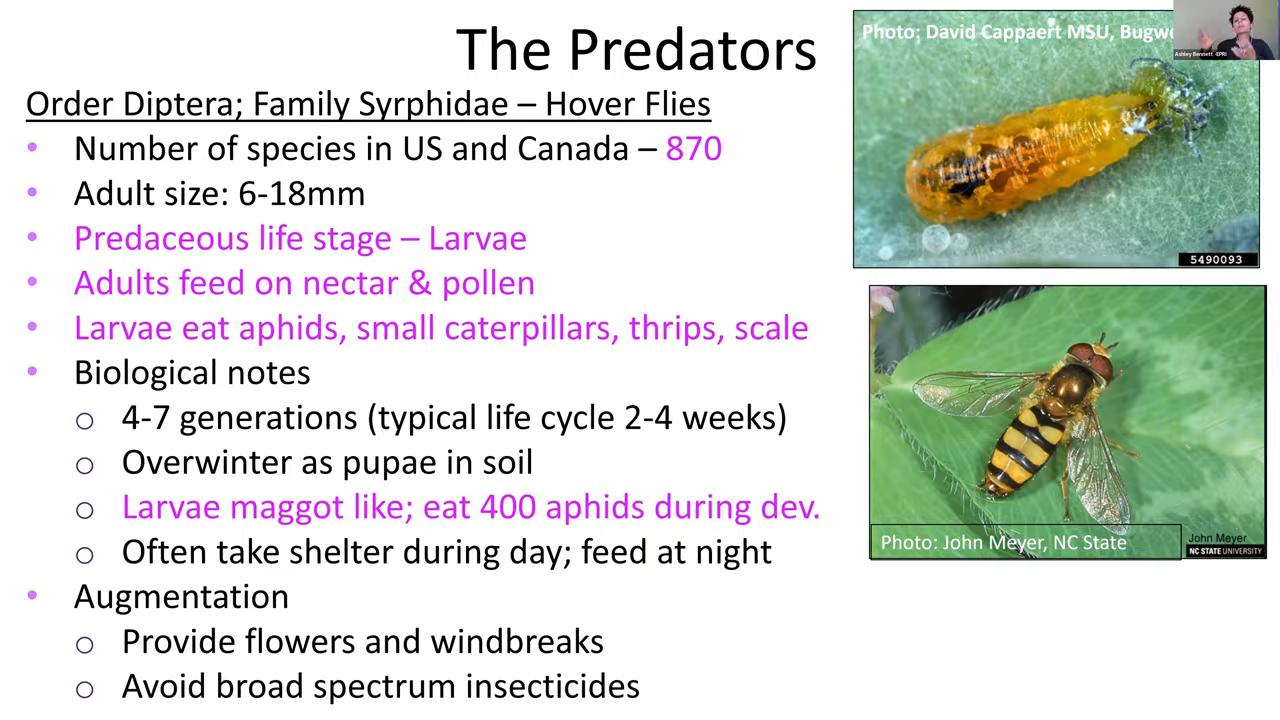 The Predators
Order Diptera; Family Syrphidae – Hover Flies
• Number of species in US and Canada – 870
• Adult size: 6-18mm
• Predaceous life stage – Larvae
• Adults feed on nectar & pollen
• Larvae eat aphids, small caterpillars, thrips, scale
• Biological notes
o 4-7 generations (typical life cycle 2-4 weeks)
o Overwinter as pupae in soil
o Larvae maggot like; eat 400 aphids during dev.
o Often take shelter during day; feed at night
• Augmentation
o Provide flowers and windbreaks
o Avoid broad spectrum insecticides
Photo: David Cappaert MSU, Bugwo
Ashley Bennett -EPRI
5490093
Photo: John Meyer, NC State
John Meyer
NC STATE UNIVERSITY